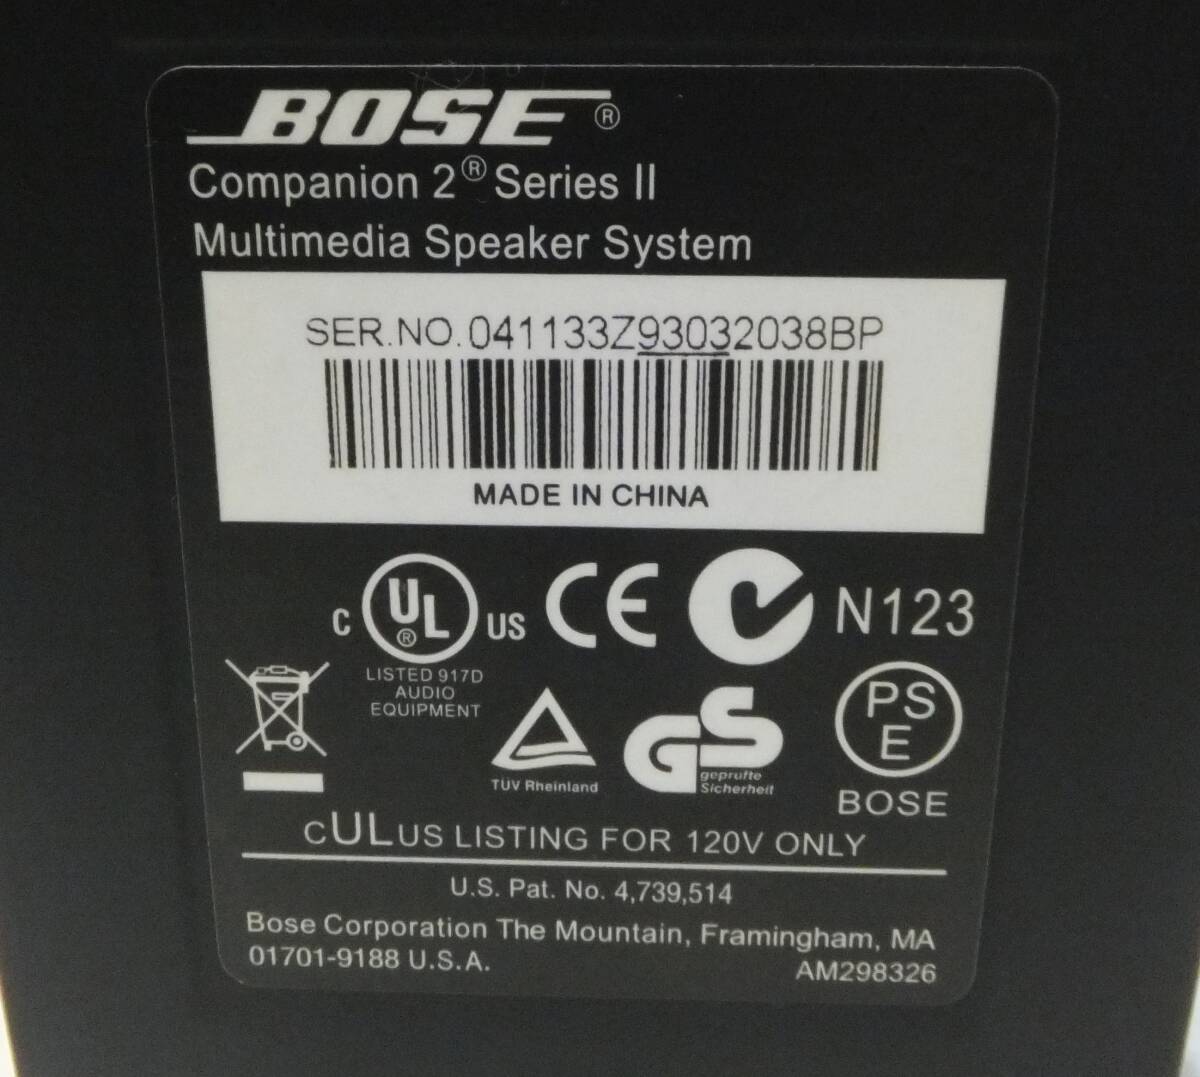 BOSE®
Companion 2® Series II
Multimedia Speaker System
SER.NO.041133Z93032038BP
MADE IN CHINA
C UL® US CE N123
LISTED 917D
AUDIO
EQUIPMENT
TÜV Rheinland
GS geprüfte
Sicherheit
PS
E
BOSE
cULus LISTING FOR 120V ONLY
U.S. Pat. No. 4,739,514
Bose Corporation The Mountain, Framingham, MA
01701-9188 U.S.A. AM298326